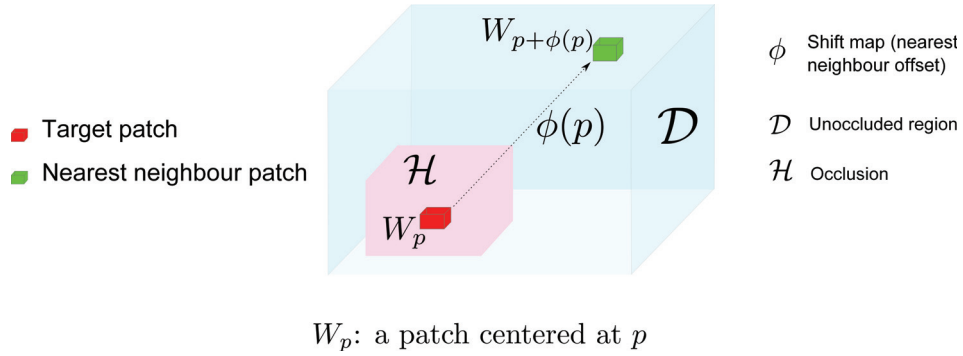 Target patch
Nearest neighbour patch
W_{p+ϕ(p)}
ϕ(p)
𝒟
ℋ
W_p
ϕ Shift map (nearest
neighbour offset)
𝒟 Unoccluded region
ℋ Occlusion
W_p: a patch centered at p